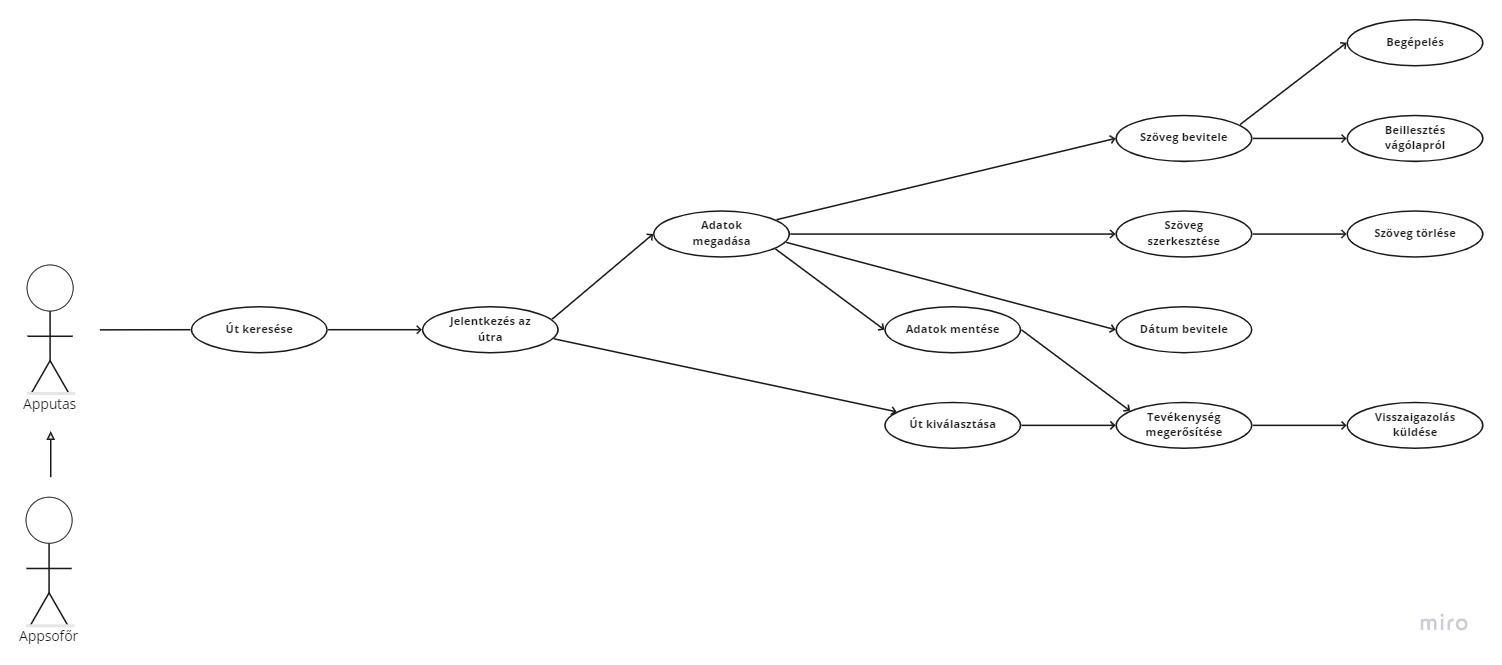 Begépelés
Szöveg bevitele
Beillesztés
vágólapról
Adatok
megadása
Szöveg
szerkesztése
Szöveg törlése
Út keresése
Jelentkezés az
útra
Adatok mentése
Dátum bevitele
Apputas
Út kiválasztása
Tevékenység
megerősítése
Visszaigazolás
küldése
Appsofőr
miro